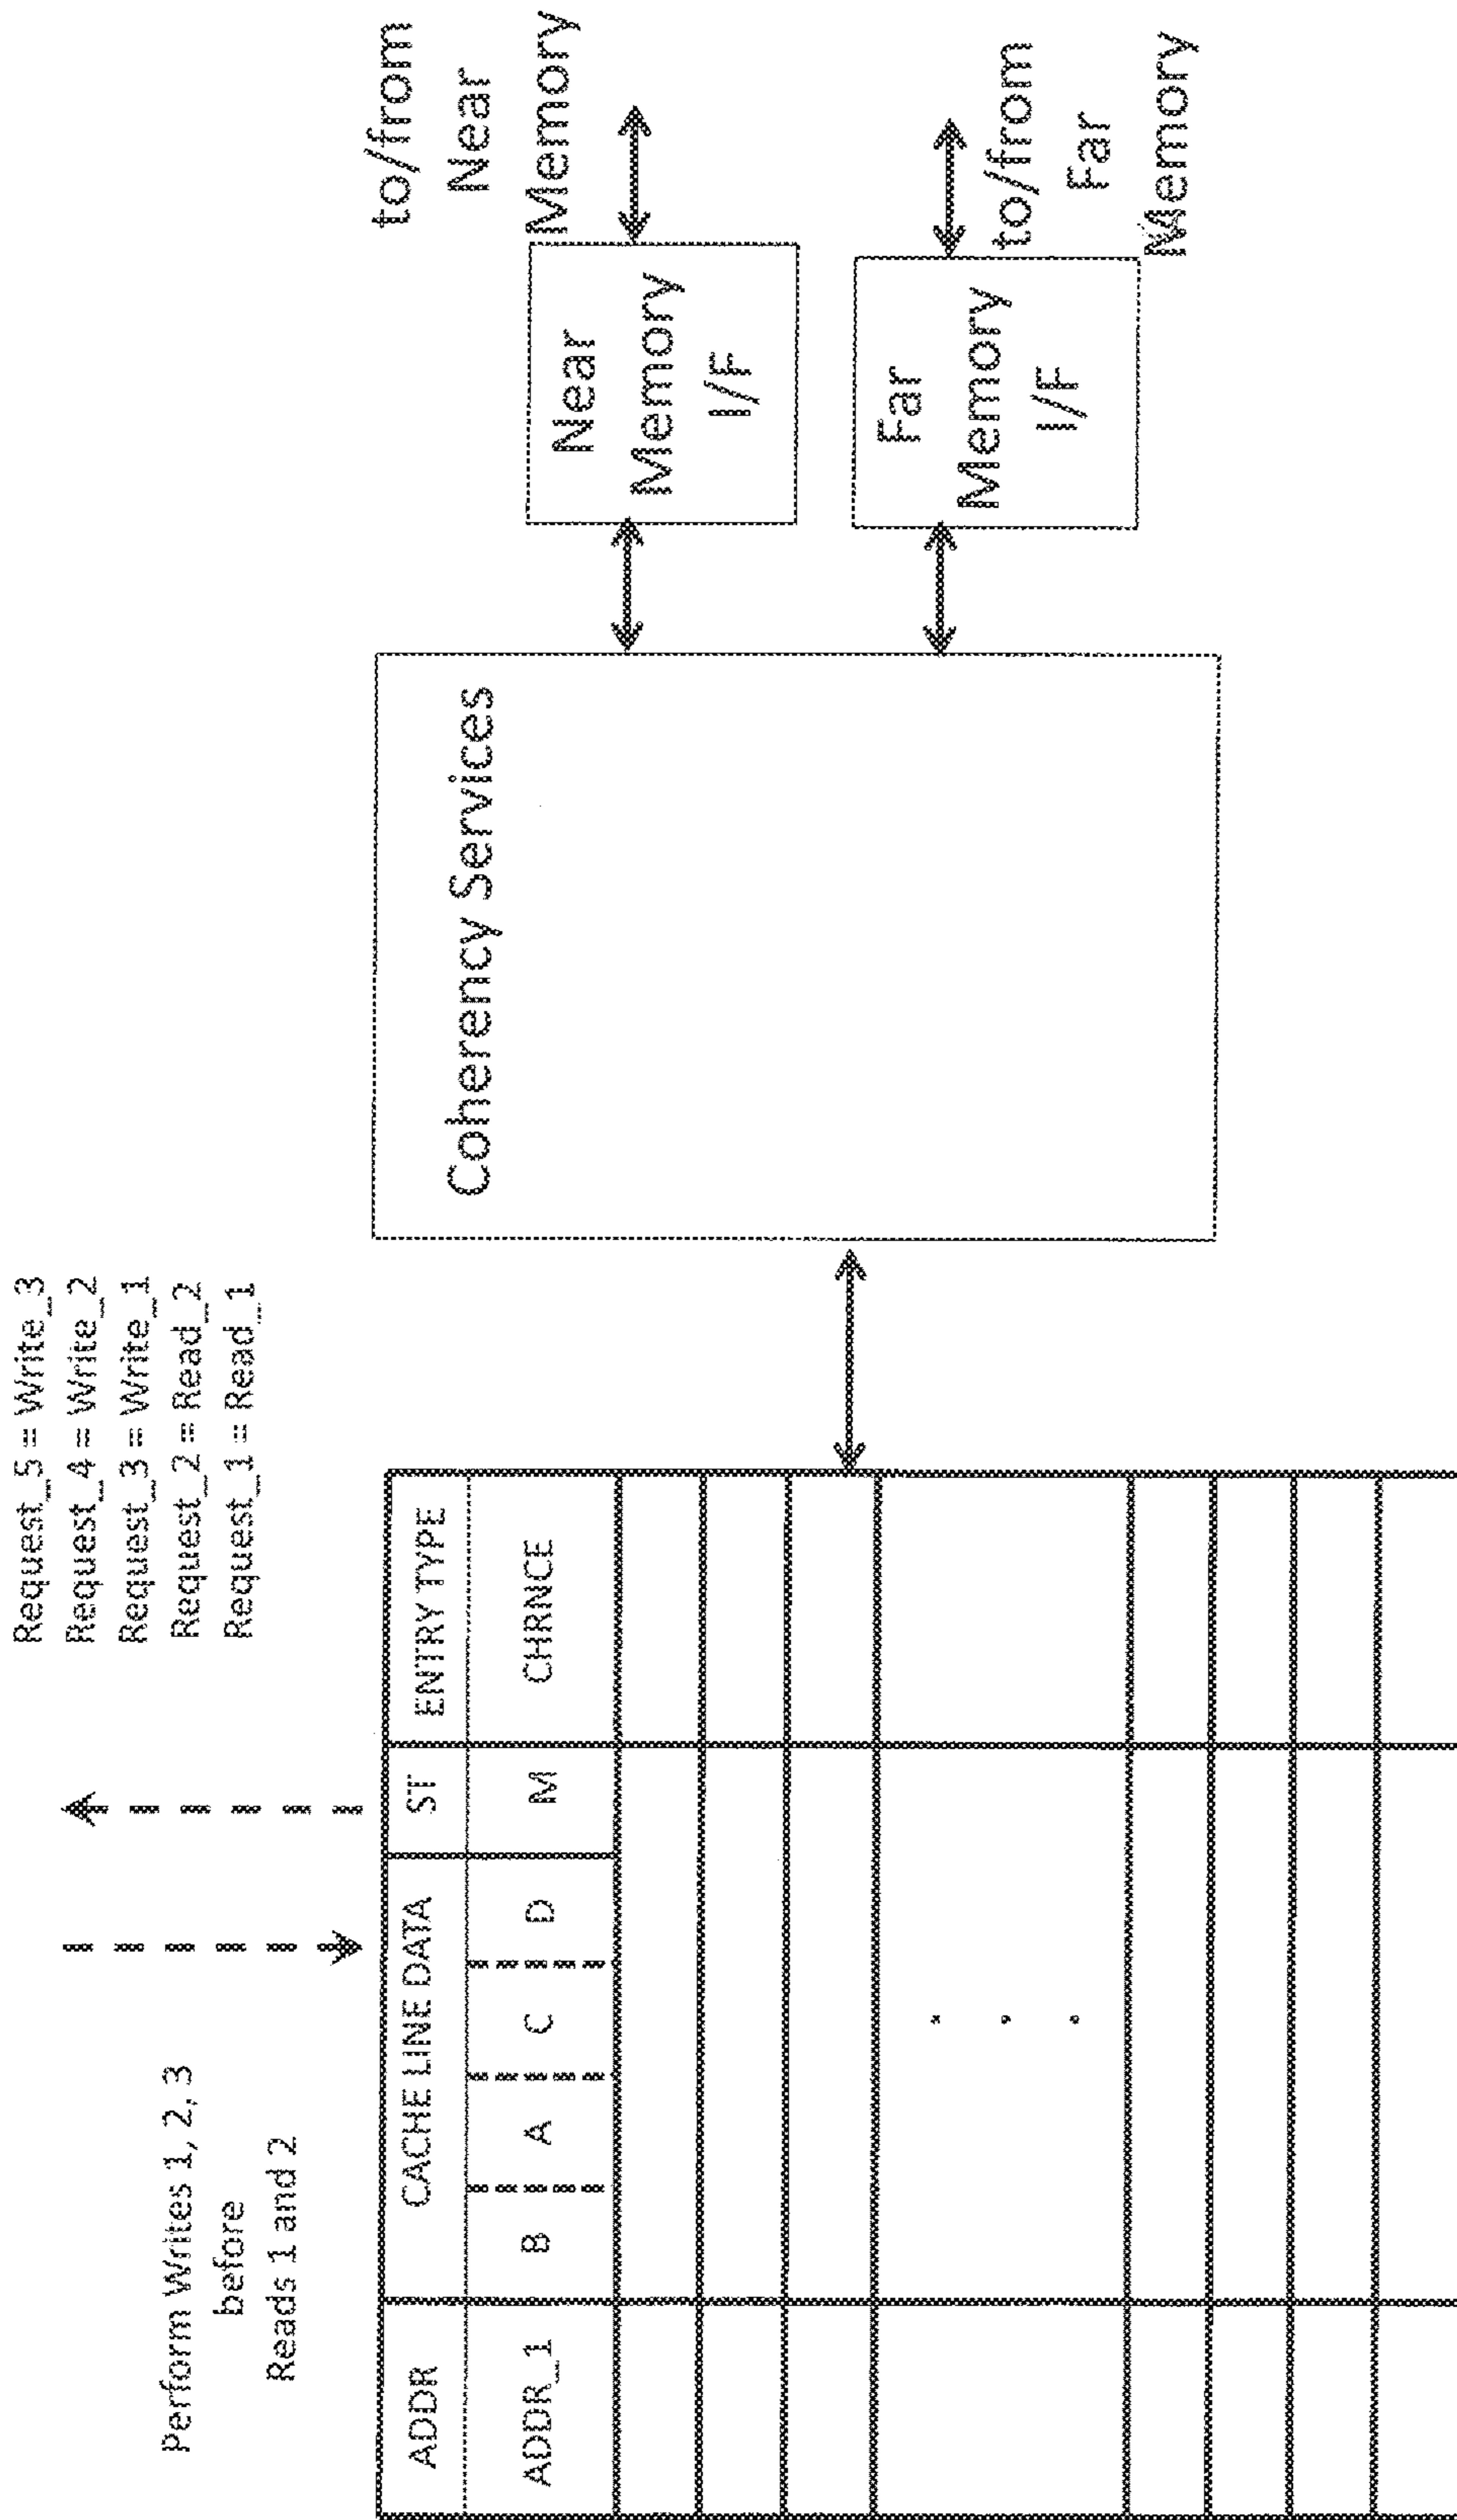 Perform Writes 1, 2, 3
before
Reads 1 and 2
Request_5 = Write_3
Request_4 = Write_2
Request_3 = Write_1
Request_2 = Read_2
Request_1 = Read_1
ADDR CACHE LINE DATA ST ENTRY TYPE
ADDR_1 B A C D M CHRNCE
Coherency Services
Near
Memory
I/F
to/from
Near
Memory
Far
Memory
I/F
to/from
Far
Memory